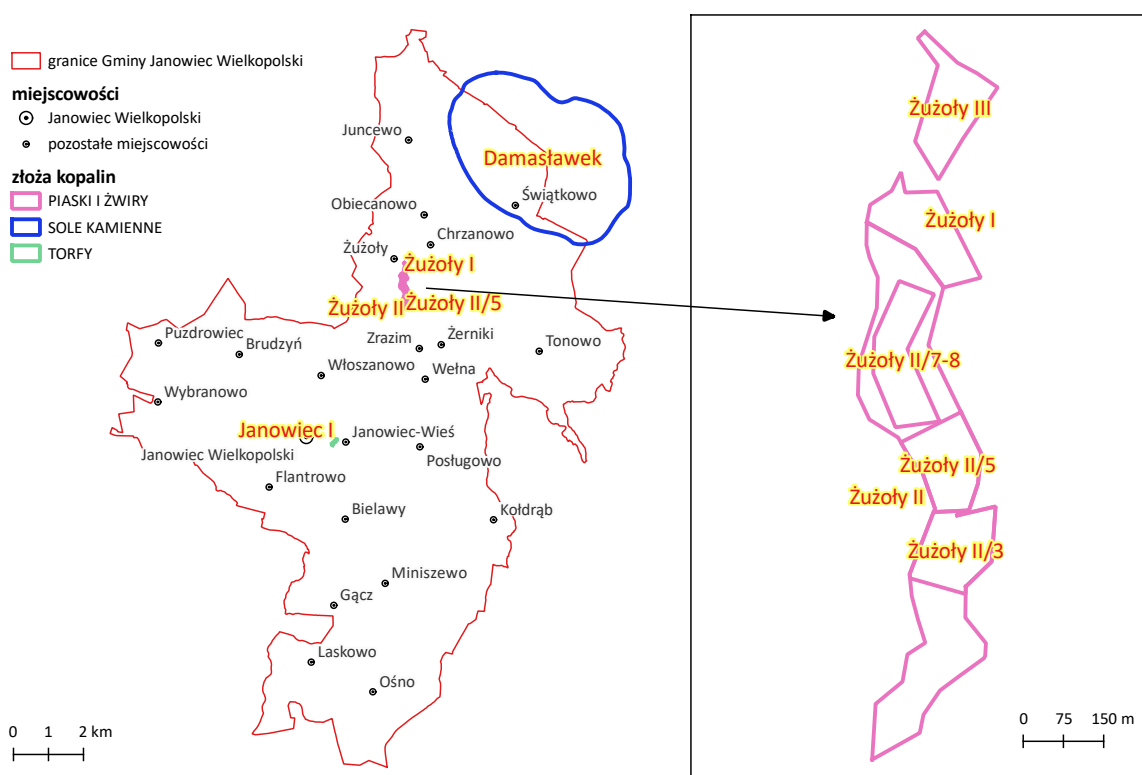 granice Gminy Janowiec Wielkopolski
miejscowości
Janowiec Wielkopolski
pozostałe miejscowości
złoża kopalin
PIASKI I ŻWIRY
SOLE KAMIENNE
TORFY
Juncewo
Damasławek
Świątkowo
Obiecanowo
Chrzanowo
Żużoły
Żużoły I
Żużoły II
Żużoły II/5
Puzdrowiec
Brudzyń
Zrazim
Żerniki
Tonowo
Włoszanowo
Wełna
Wybranowo
Janowiec I
Janowiec-Wieś
Janowiec Wielkopolski
Posługowo
Flantrowo
Bielawy
Kołdrąb
Miniszewo
Gącz
Laskowo
Ośno
0 1 2 km
Żużoły III
Żużoły I
Żużoły II/7-8
Żużoły II/5
Żużoły II
Żużoły II/3
0 75 150 m